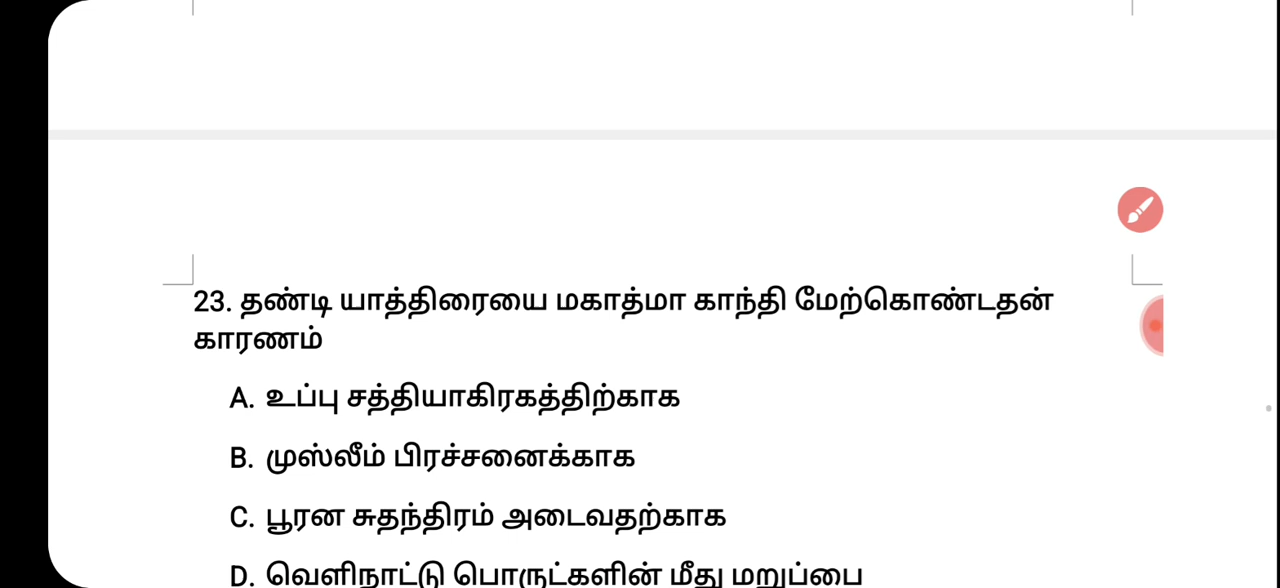 23. தண்டி யாத்திரையை மகாத்மா காந்தி மேற்கொண்டதன்
காரணம்
A. உப்பு சத்தியாகிரகத்திற்காக
B. முஸ்லீம் பிரச்சனைக்காக
C. பூரன சுதந்திரம் அடைவதற்காக
D. வெளிநாட்டு பொருட்களின் மீது மறுப்பை